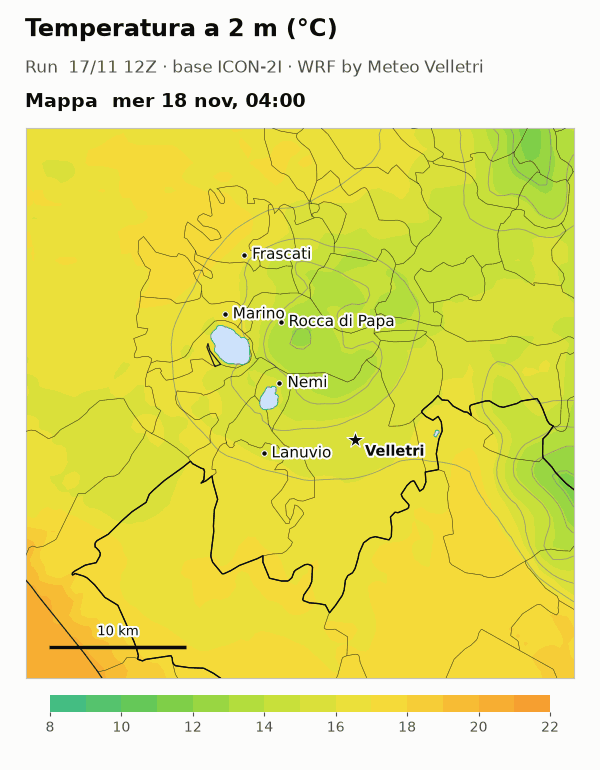 Temperatura a 2 m (°C)
Run  17/11 12Z · base ICON-2I · WRF by Meteo Velletri
Mappa  mer 18 nov, 04:00
Frascati
Marino
Rocca di Papa
Nemi
Velletri
Lanuvio
10 km
8 10 12 14 16 18 20 22